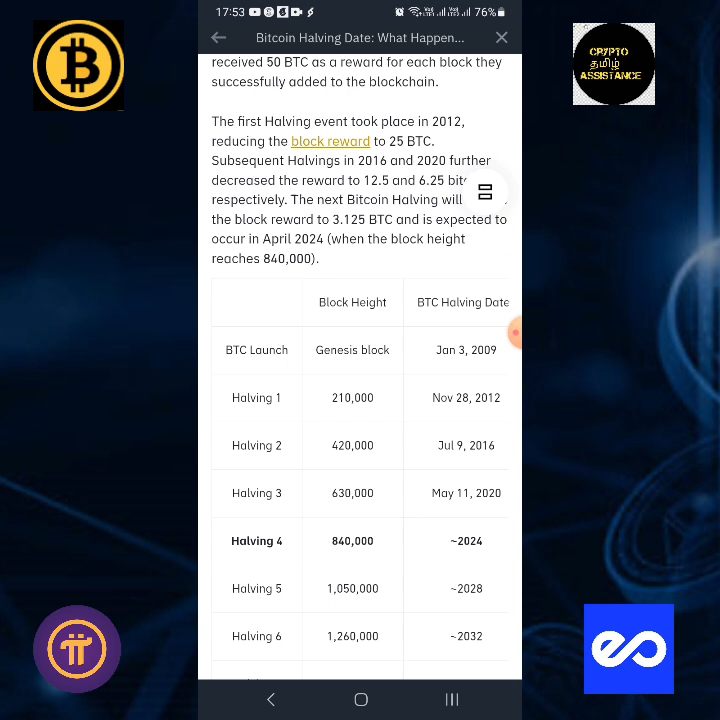 17:53
76%
Bitcoin Halving Date: What Happen...
CRYPTO
தமிழ்
ASSISTANCE
received 50 BTC as a reward for each block they
successfully added to the blockchain.
The first Halving event took place in 2012,
reducing the block reward to 25 BTC.
Subsequent Halvings in 2016 and 2020 further
decreased the reward to 12.5 and 6.25
respectively. The next Bitcoin Halving will
the block reward to 3.125 BTC and is expected to
occur in April 2024 (when the block height
reaches 840,000).
Block Height BTC Halving Date
BTC Launch Genesis block Jan 3, 2009
Halving 1 210,000 Nov 28, 2012
Halving 2 420,000 Jul 9, 2016
Halving 3 630,000 May 11, 2020
Halving 4 840,000 ~2024
Halving 5 1,050,000 ~2028
Halving 6 1,260,000 ~2032